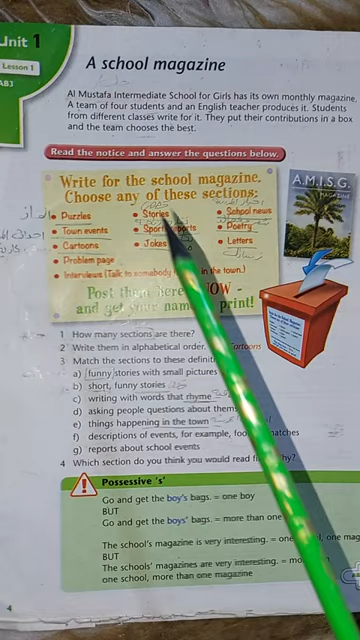 Unit 1
Lesson 1
AB3
A school magazine
Al Mustafa Intermediate School for Girls has its own monthly magazine.
A team of four students and an English teacher produces it. Students
from different classes write for it. They put their contributions in a box
and the team chooses the best.
Read the notice and answer the questions below.
Write for the school magazine.
Choose any of these sections:
• Puzzles
• Town events
• Cartoons
• Problem page
• Interviews (Talk to somebody in the town.)
• Stories
• Sports
• Jokes
• School news
• Poetry
• Letters
Post them here NOW -
and get your name print!
A.M.I.S.G.
MAGAZINE
1 How many sections are there?
2 Write them in alphabetical order. Cartoons
3 Match the sections to these
a) funny stories with small pictures
b) short, funny stories
c) writing with words that rhyme
d) asking people questions about
e) things happening in the town
f) descriptions of events, for example,
g) reports about school events
4 Which section do you think you would read
Possessive 's'
Go and get the boy's bags. = one boy
BUT
Go and get the boys' bags. = more than one
The school's magazine is very interesting. = one
BUT
The schools' magazines are very interesting. =
one school, more than one magazine
4